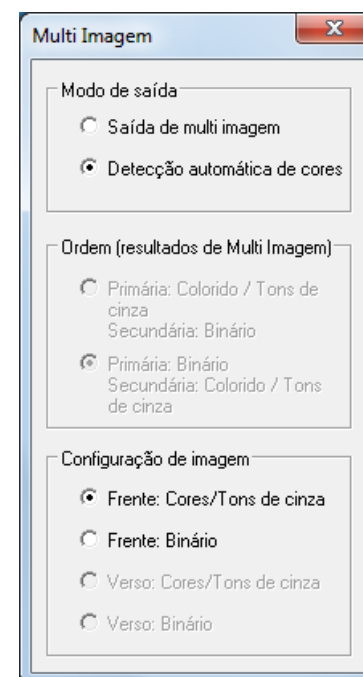 Multi Imagem
Modo de saída
Saída de multi imagem
Detecção automática de cores
Ordem (resultados de Multi Imagem)
Primária: Colorido / Tons de
cinza
Secundária: Binário
Primária: Binário
Secundária: Colorido / Tons
de cinza
Configuração de imagem
Frente: Cores/Tons de cinza
Frente: Binário
Verso: Cores/Tons de cinza
Verso: Binário